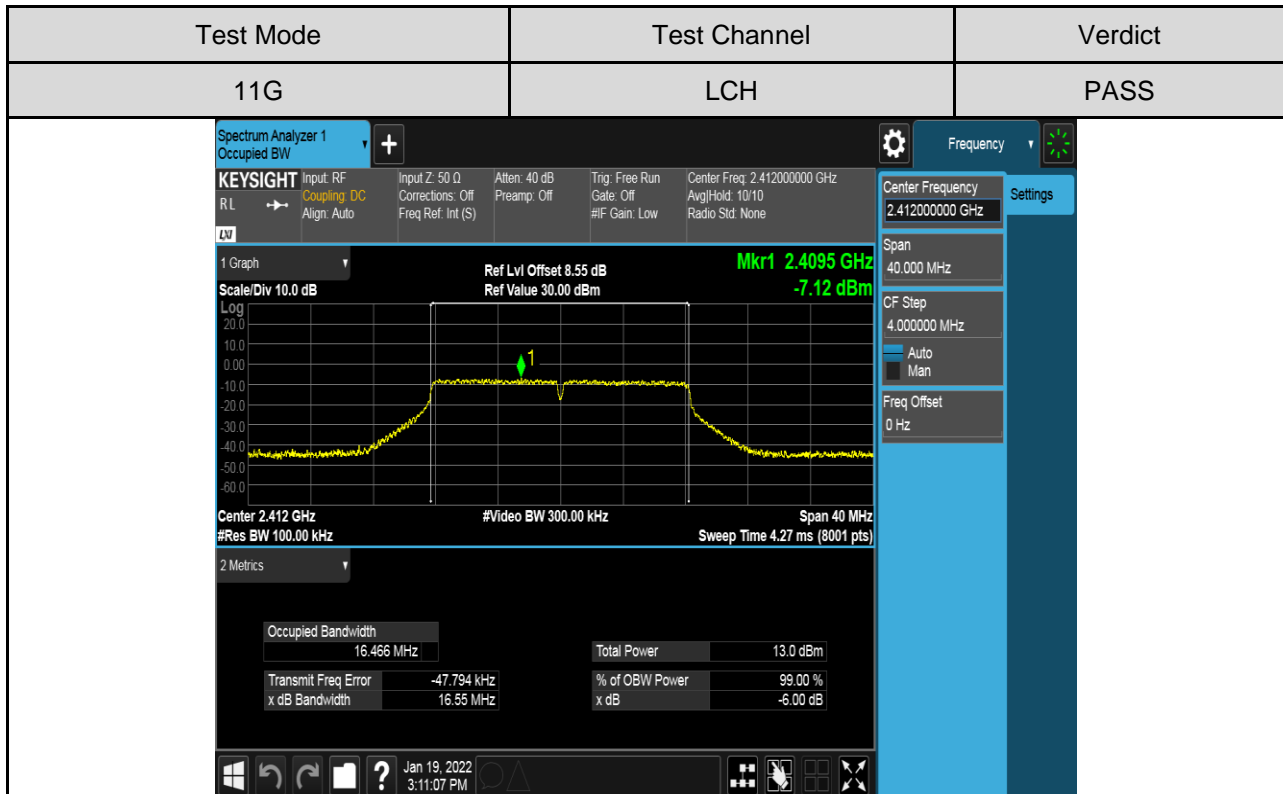 Test Mode Test Channel Verdict
11G LCH PASS
Spectrum Analyzer 1
Occupied BW
+
Frequency
KEYSIGHT Input: RF Input Z: 50 Ω Atten: 40 dB Trig: Free Run Center Freq: 2.412000000 GHz
RL Coupling: DC Corrections: Off Preamp: Off Gate: Off Avg|Hold: 10/10
Align: Auto Freq Ref: Int (S) #IF Gain: Low Radio Std: None
LXI
Center Frequency
2.412000000 GHz
Settings
Span
40.000 MHz
CF Step
4.000000 MHz
Auto
Man
Freq Offset
0 Hz
1 Graph
Scale/Div 10.0 dB
Ref Lvl Offset 8.55 dB
Ref Value 30.00 dBm
Mkr1 2.4095 GHz
-7.12 dBm
Log
20.0
10.0
0.00
-10.0
-20.0
-30.0
-40.0
-50.0
-60.0
1
Center 2.412 GHz #Video BW 300.00 kHz Span 40 MHz
#Res BW 100.00 kHz Sweep Time 4.27 ms (8001 pts)
2 Metrics
Occupied Bandwidth
16.466 MHz
Total Power 13.0 dBm
Transmit Freq Error -47.794 kHz % of OBW Power 99.00 %
x dB Bandwidth 16.55 MHz x dB -6.00 dB
?
Jan 19, 2022
3:11:07 PM